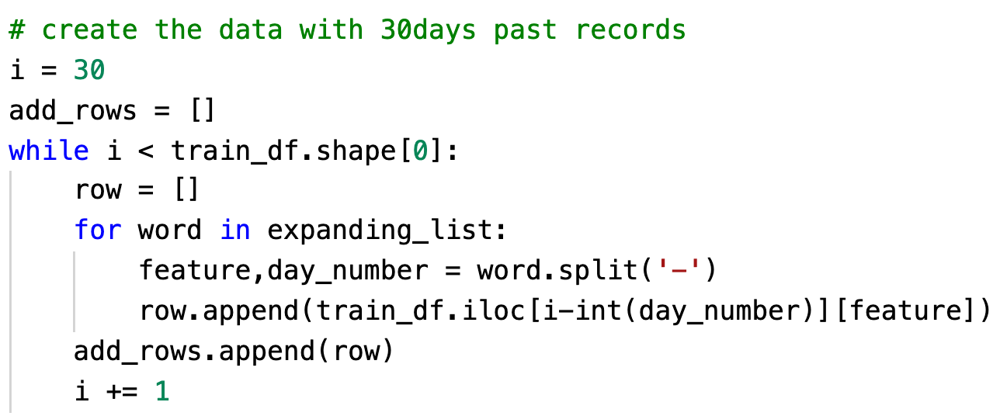 # create the data with 30days past records
i = 30
add_rows = []
while i < train_df.shape[0]:
    row = []
    for word in expanding_list:
        feature,day_number = word.split('-')
        row.append(train_df.iloc[i-int(day_number)][feature])
    add_rows.append(row)
    i += 1